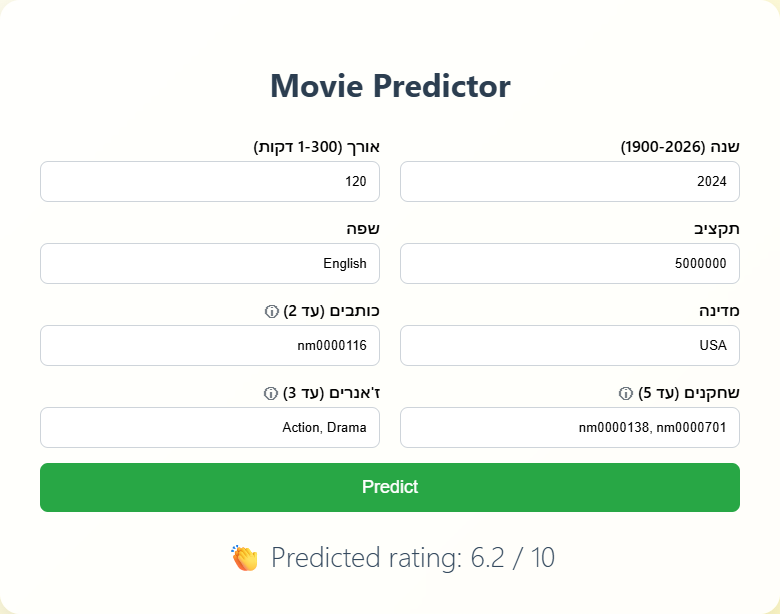 Movie Predictor
שנה (1900-2026)
2024
אורך (1-300 דקות)
120
תקציב
5000000
שפה
English
מדינה
USA
כותבים (עד 2) ⓘ
nm0000116
שחקנים (עד 5) ⓘ
nm0000138, nm0000701
ז'אנרים (עד 3) ⓘ
Action, Drama
Predict
👏 Predicted rating: 6.2 / 10